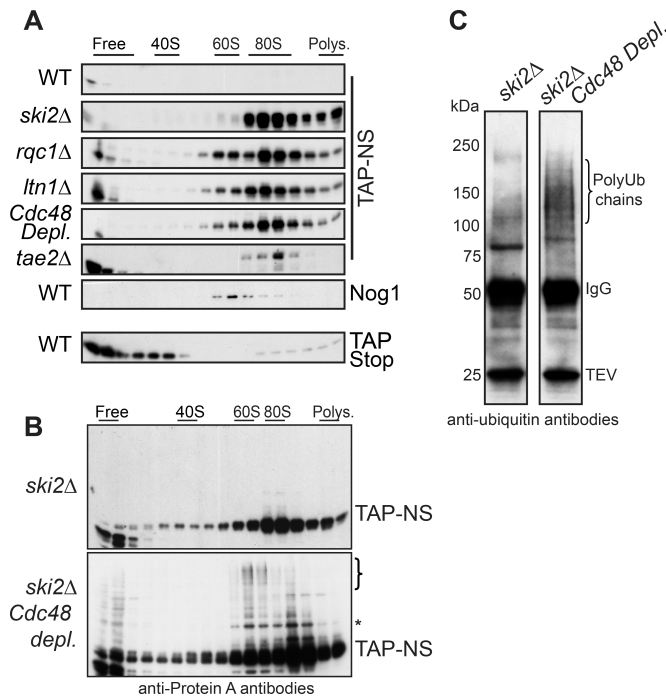 A
Free 40S 60S 80S Polys.
WT
ski2Δ
rqc1Δ
ltn1Δ
Cdc48
Depl.
tae2Δ
TAP-NS
WT Nog1
WT TAP
Stop
B
Free 40S 60S 80S Polys.
ski2Δ TAP-NS
ski2Δ
Cdc48
depl.
*
TAP-NS
anti-Protein A antibodies
C
ski2Δ
ski2Δ
Cdc48 Depl.
kDa
250
150
100
75
50
25
PolyUb
chains
IgG
TEV
anti-ubiquitin antibodies